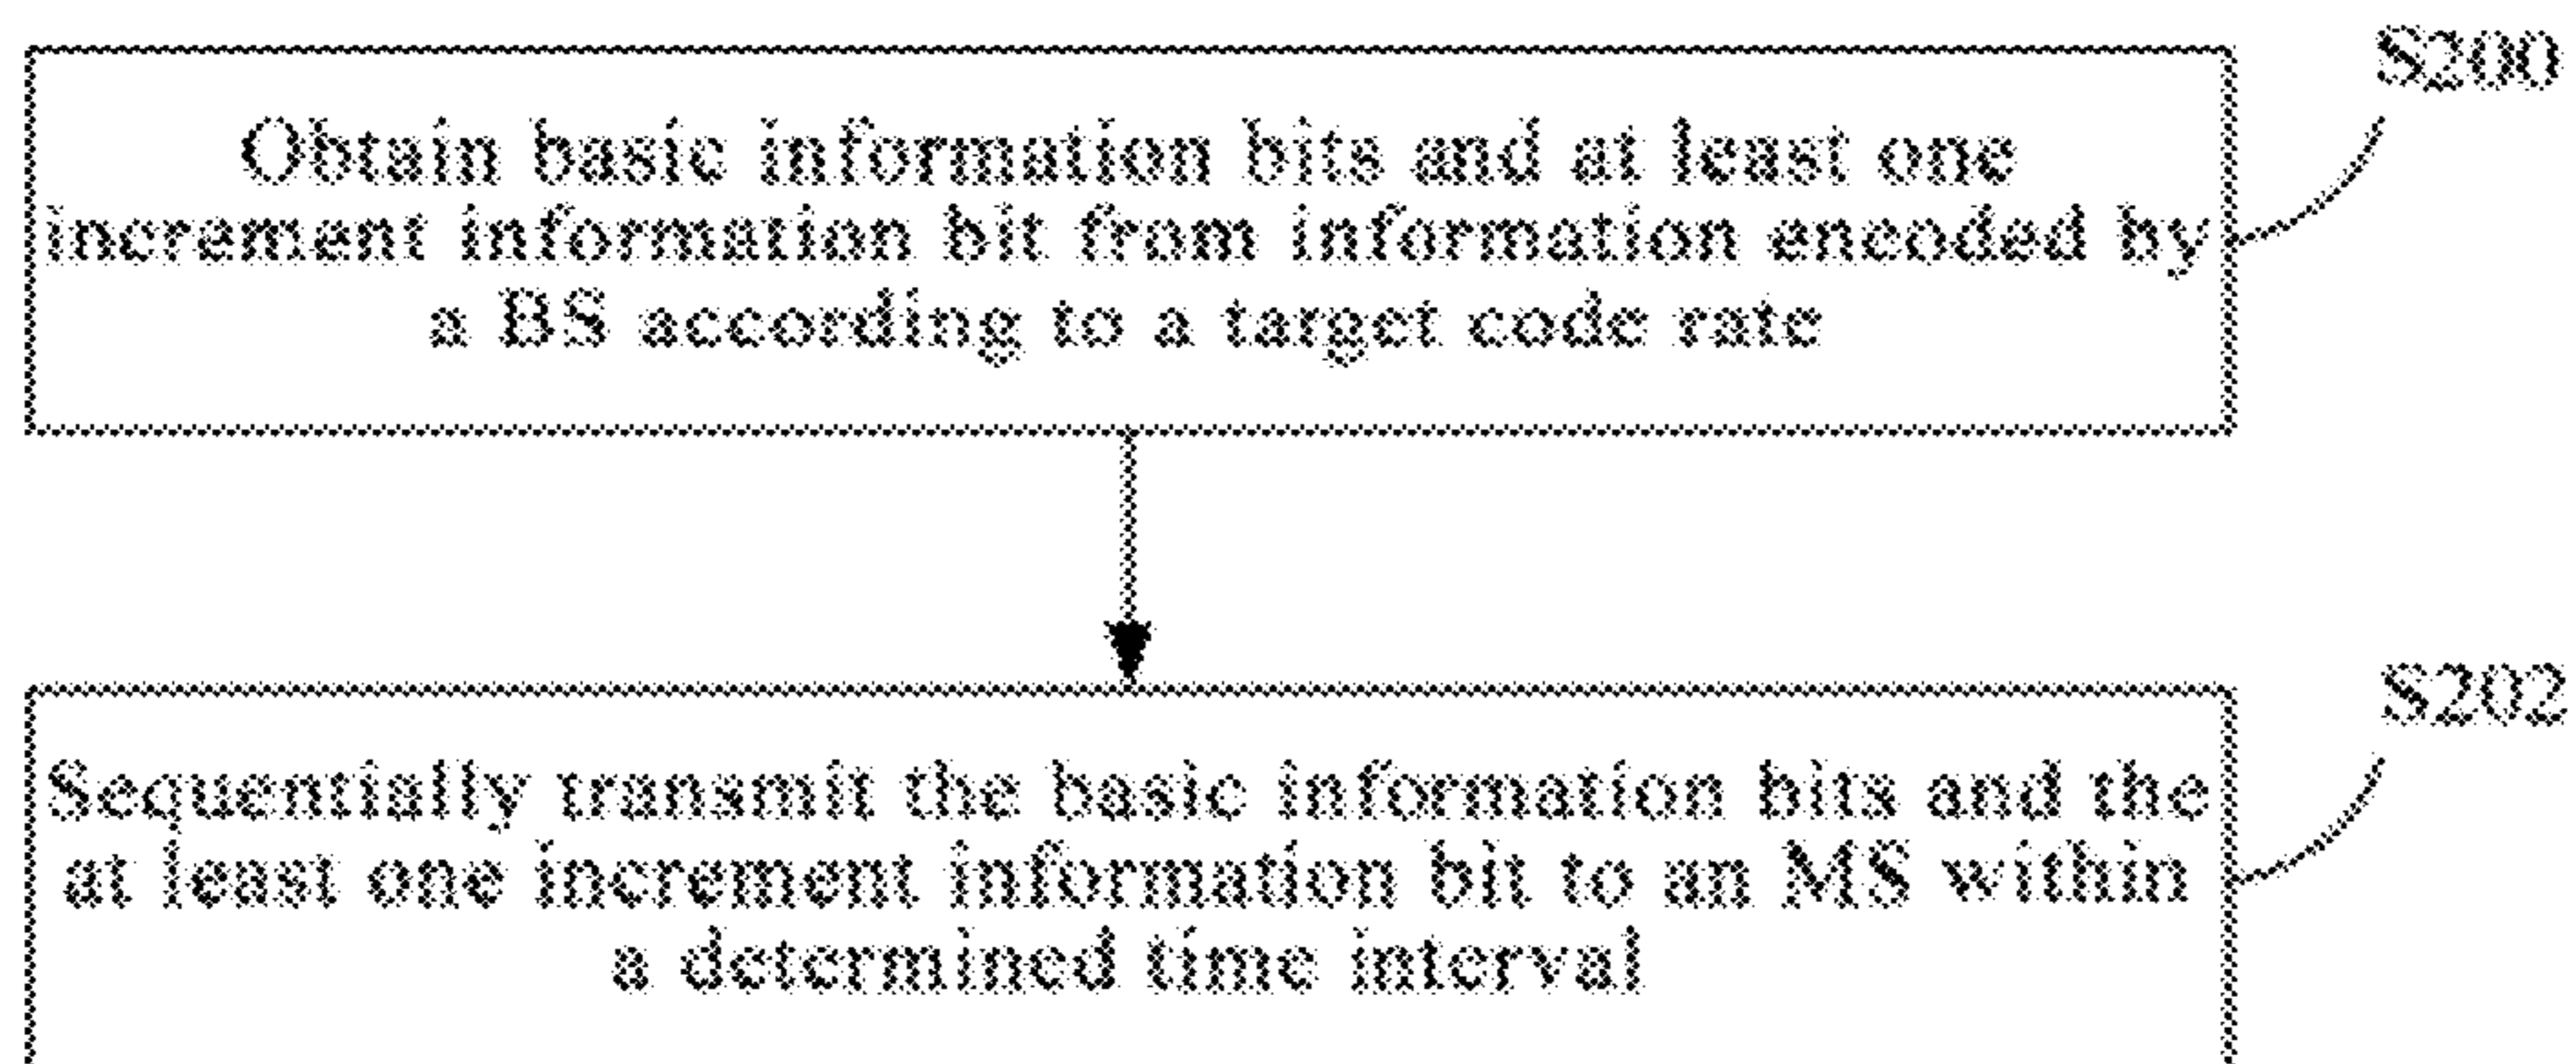 S200
Obtain basic information bits and at least one
increment information bit from information encoded by
a BS according to a target code rate
S202
Sequentially transmit the basic information bits and the
at least one increment information bit to an MS within
a determined time interval